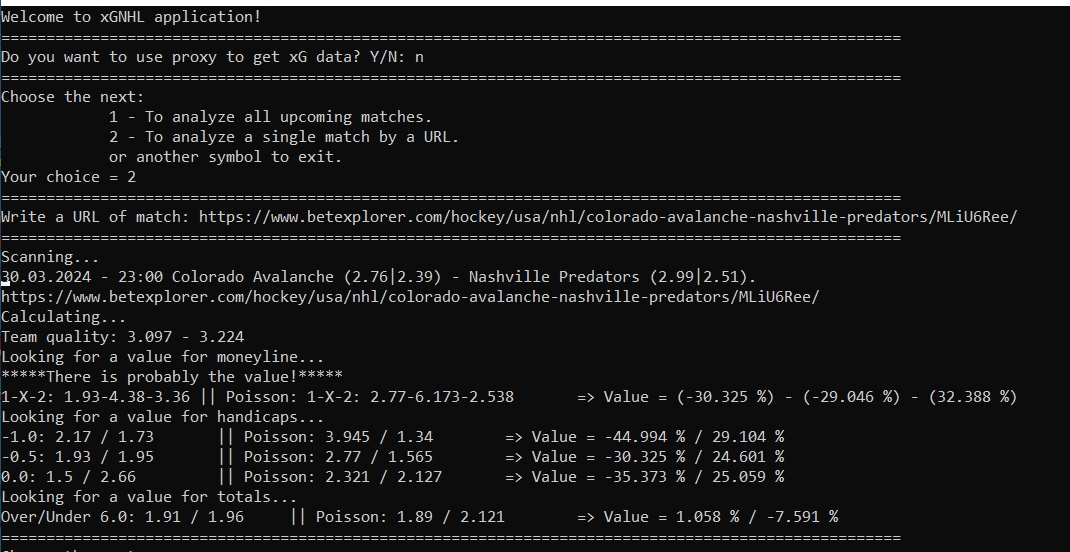 Welcome to xGNHL application!
====================================================================================================
Do you want to use proxy to get xG data? Y/N: n
====================================================================================================
Choose the next:
1 - To analyze all upcoming matches.
2 - To analyze a single match by a URL.
or another symbol to exit.
Your choice = 2
====================================================================================================
Write a URL of match: https://www.betexplorer.com/hockey/usa/nhl/colorado-avalanche-nashville-predators/MLiU6Ree/
====================================================================================================
Scanning...
30.03.2024 - 23:00 Colorado Avalanche (2.76|2.39) - Nashville Predators (2.99|2.51).
https://www.betexplorer.com/hockey/usa/nhl/colorado-avalanche-nashville-predators/MLiU6Ree/
Calculating...
Team quality: 3.097 - 3.224
Looking for a value for moneyline...
*****There is probably the value!*****
1-X-2: 1.93-4.38-3.36 || Poisson: 1-X-2: 2.77-6.173-2.538 => Value = (-30.325 %) - (-29.046 %) - (32.388 %)
Looking for a value for handicaps...
-1.0: 2.17 / 1.73 || Poisson: 3.945 / 1.34 => Value = -44.994 % / 29.104 %
-0.5: 1.93 / 1.95 || Poisson: 2.77 / 1.565 => Value = -30.325 % / 24.601 %
0.0: 1.5 / 2.66 || Poisson: 2.321 / 2.127 => Value = -35.373 % / 25.059 %
Looking for a value for totals...
Over/Under 6.0: 1.91 / 1.96 || Poisson: 1.89 / 2.121 => Value = 1.058 % / -7.591 %
====================================================================================================